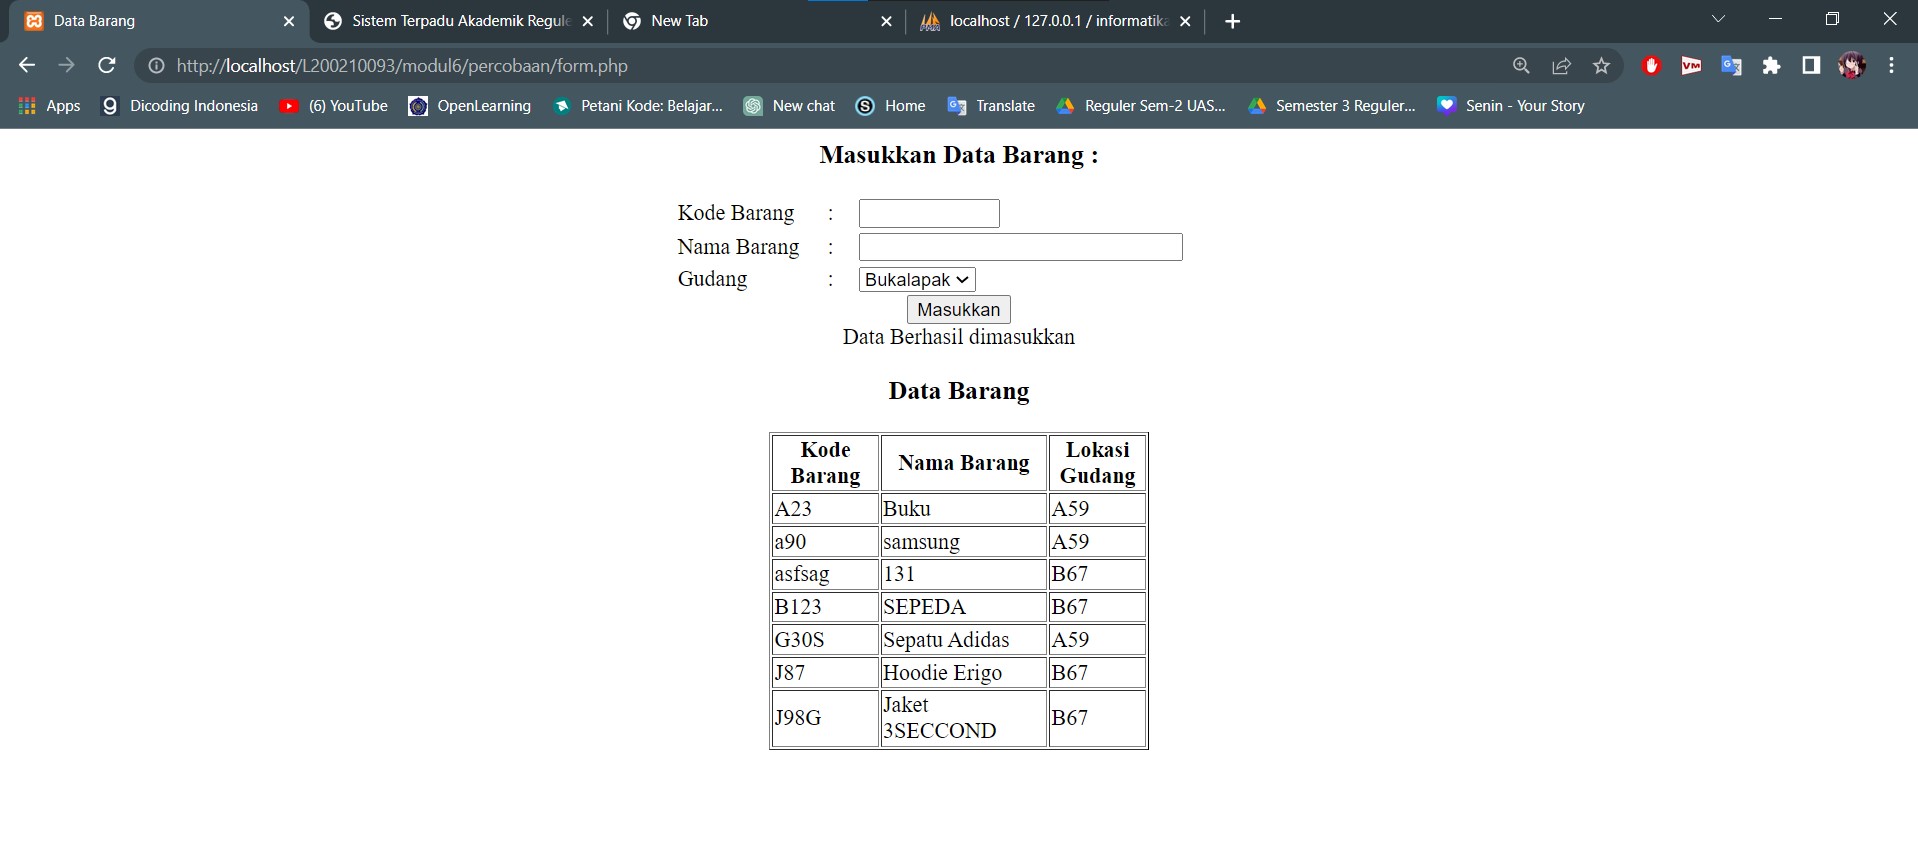 Data Barang
Sistem Terpadu Akademik Regule
New Tab
localhost / 127.0.0.1 / informatika
http://localhost/L200210093/modul6/percobaan/form.php
Apps
Dicoding Indonesia
(6) YouTube
OpenLearning
Petani Kode: Belajar...
New chat
Home
Translate
Reguler Sem-2 UAS...
Semester 3 Reguler...
Senin - Your Story
Masukkan Data Barang :
Kode Barang :
Nama Barang :
Gudang : Bukalapak
Masukkan
Data Berhasil dimasukkan
Data Barang
Kode Barang Nama Barang Lokasi Gudang
A23 Buku A59
a90 samsung A59
asfsag 131 B67
B123 SEPEDA B67
G30S Sepatu Adidas A59
J87 Hoodie Erigo B67
J98G Jaket 3SECCOND B67